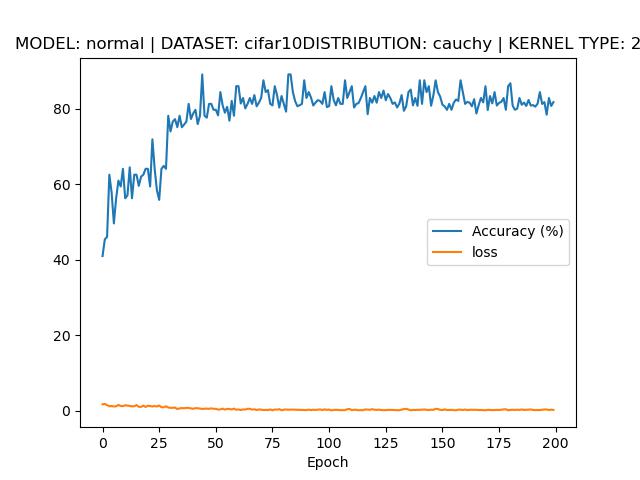 MODEL: normal | DATASET: cifar10DISTRIBUTION: cauchy | KERNEL TYPE: 2
80
60
40
20
0
Accuracy (%)
loss
0 25 50 75 100 125 150 175 200
Epoch